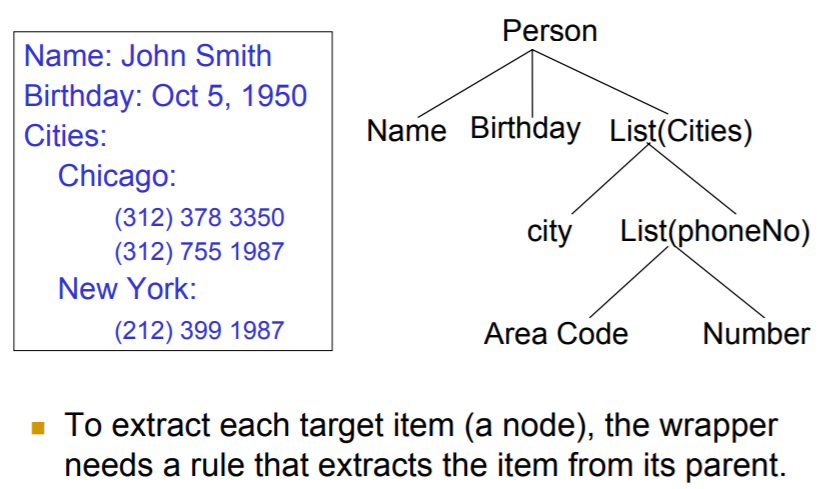 Name: John Smith
Birthday: Oct 5, 1950
Cities:
Chicago:
(312) 378 3350
(312) 755 1987
New York:
(212) 399 1987
Person
Name Birthday List(Cities)
city List(phoneNo)
Area Code Number
To extract each target item (a node), the wrapper
needs a rule that extracts the item from its parent.